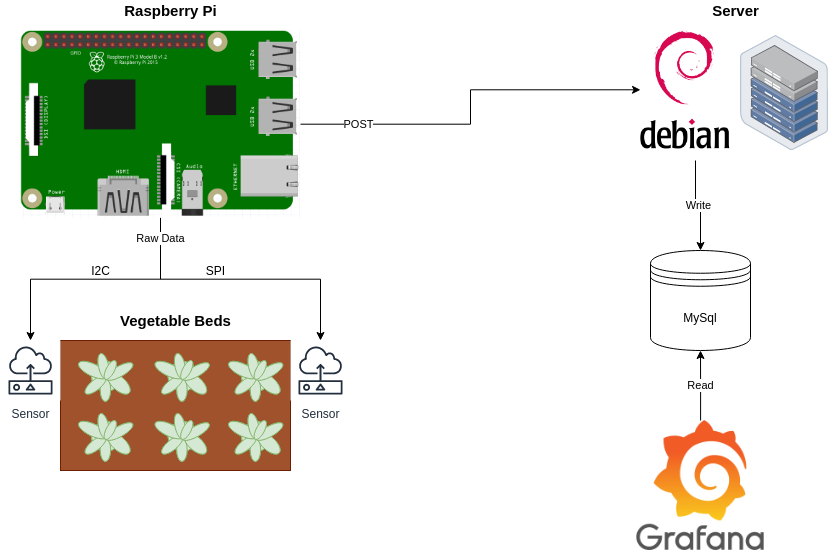 Raspberry Pi
Server
GPIO
Raspberry Pi 3 Model B v1.2
© Raspberry Pi 2015
USB 2x
USB 2x
DSI (DISPLAY)
ETHERNET
CSI (CAMERA)
Audio
HDMI
Power
POST
debian
Write
Raw Data
I2C
SPI
Vegetable Beds
MySql
Sensor
Sensor
Read
Grafana